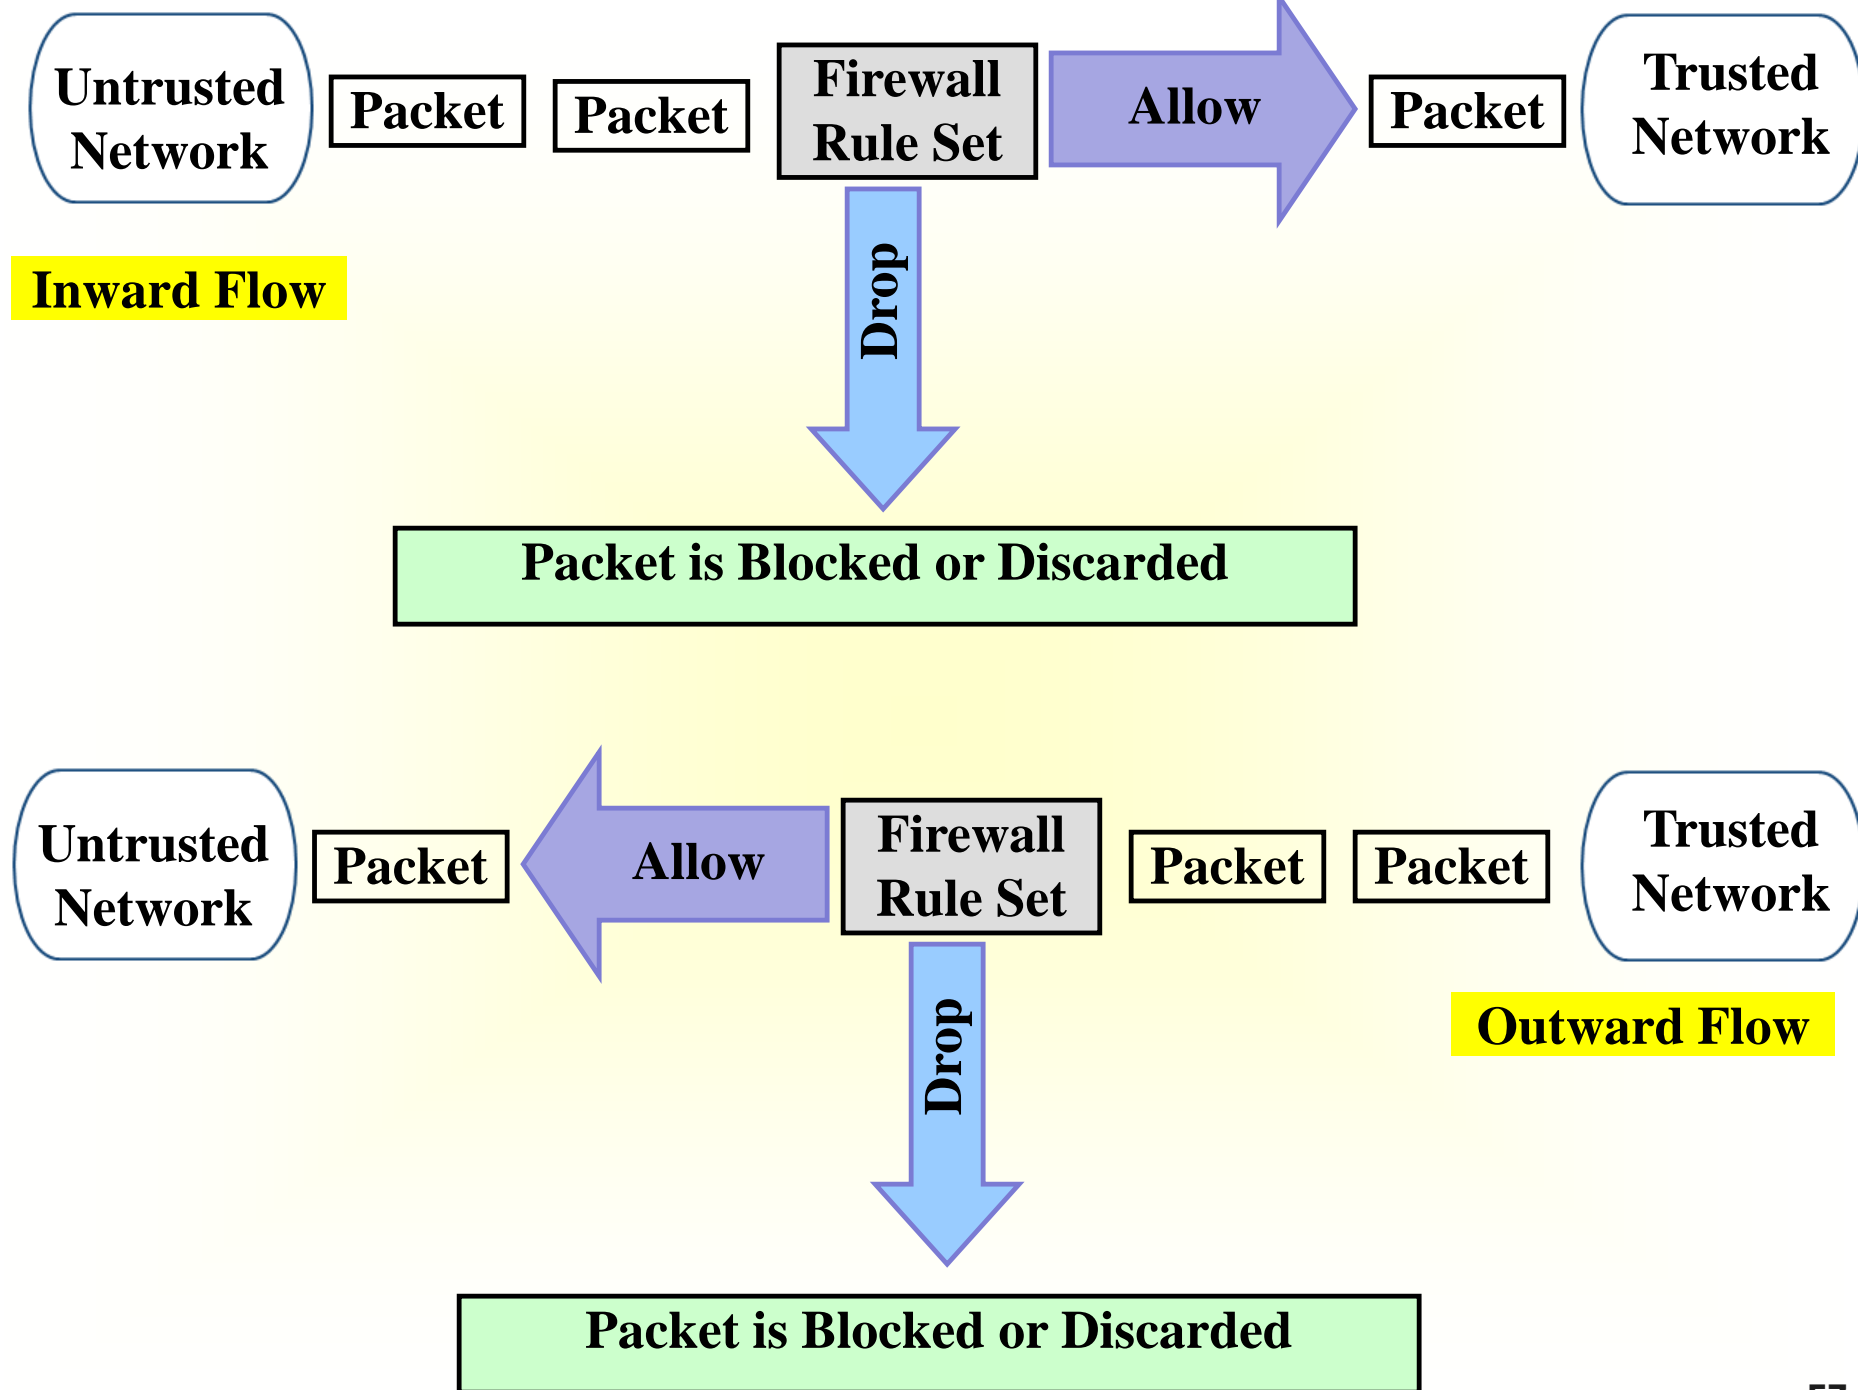 Untrusted
Network
Packet
Packet
Firewall
Rule Set
Allow
Packet
Trusted
Network
Inward Flow
Drop
Packet is Blocked or Discarded
Untrusted
Network
Packet
Allow
Firewall
Rule Set
Packet
Packet
Trusted
Network
Outward Flow
Drop
Packet is Blocked or Discarded